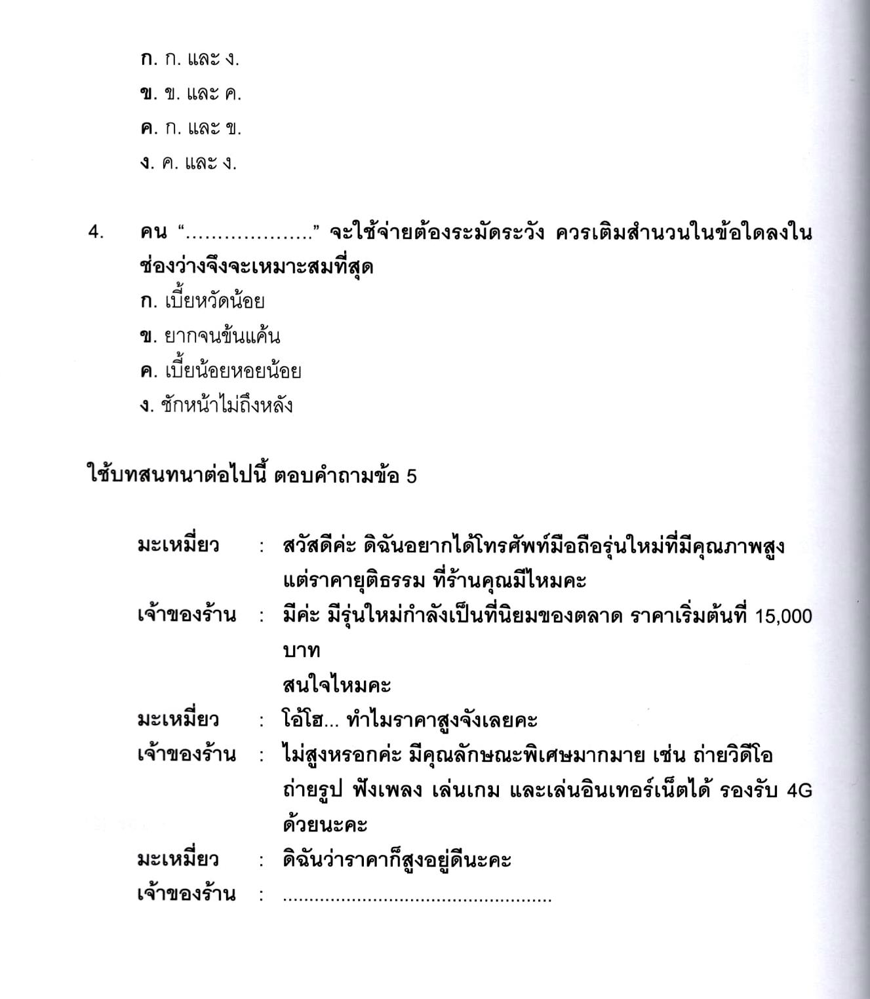 ก. ก. และ ง.
ข. ข. และ ค.
ค. ก. และ ข.
ง. ค. และ ง.
4. คน “....................” จะใช้จ่ายต้องระมัดระวัง ควรเติมสำนวนในข้อใดลงใน
ช่องว่างจึงจะเหมาะสมที่สุด
ก. เบี้ยหวัดน้อย
ข. ยากจนข้นแค้น
ค. เบี้ยน้อยหอยน้อย
ง. ชักหน้าไม่ถึงหลัง
ใช้บทสนทนาต่อไปนี้ ตอบคำถามข้อ 5
มะเหมี่ยว : สวัสดีค่ะ ดิฉันอยากได้โทรศัพท์มือถือรุ่นใหม่ที่มีคุณภาพสูง
แต่ราคายุติธรรม ที่ร้านคุณมีไหมคะ
เจ้าของร้าน : มีค่ะ มีรุ่นใหม่กำลังเป็นที่นิยมของตลาด ราคาเริ่มต้นที่ 15,000
บาท
สนใจไหมคะ
มะเหมี่ยว : โอ้โฮ... ทำไมราคาสูงจังเลยคะ
เจ้าของร้าน : ไม่สูงหรอกค่ะ มีคุณลักษณะพิเศษมากมาย เช่น ถ่ายวิดีโอ
ถ่ายรูป ฟังเพลง เล่นเกม และเล่นอินเทอร์เน็ตได้ รองรับ 4G
ด้วยนะคะ
มะเหมี่ยว : ดิฉันว่าราคาก็สูงอยู่ดีนะคะ
เจ้าของร้าน : ...................................................